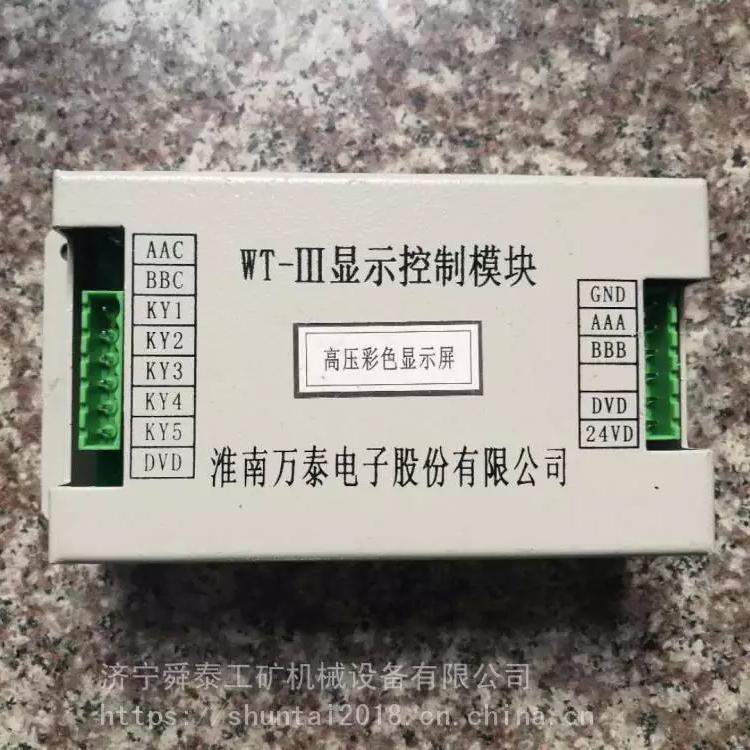 WT-Ⅲ显示控制模块
AAC
BBC
KY1
KY2
KY3
KY4
KY5
DVD
高压彩色显示屏
GND
AAA
BBB
DVD
24VD
淮南万泰电子股份有限公司
济宁舜泰工矿机械设备有限公司
https://shuntai2018.cn.china.cn